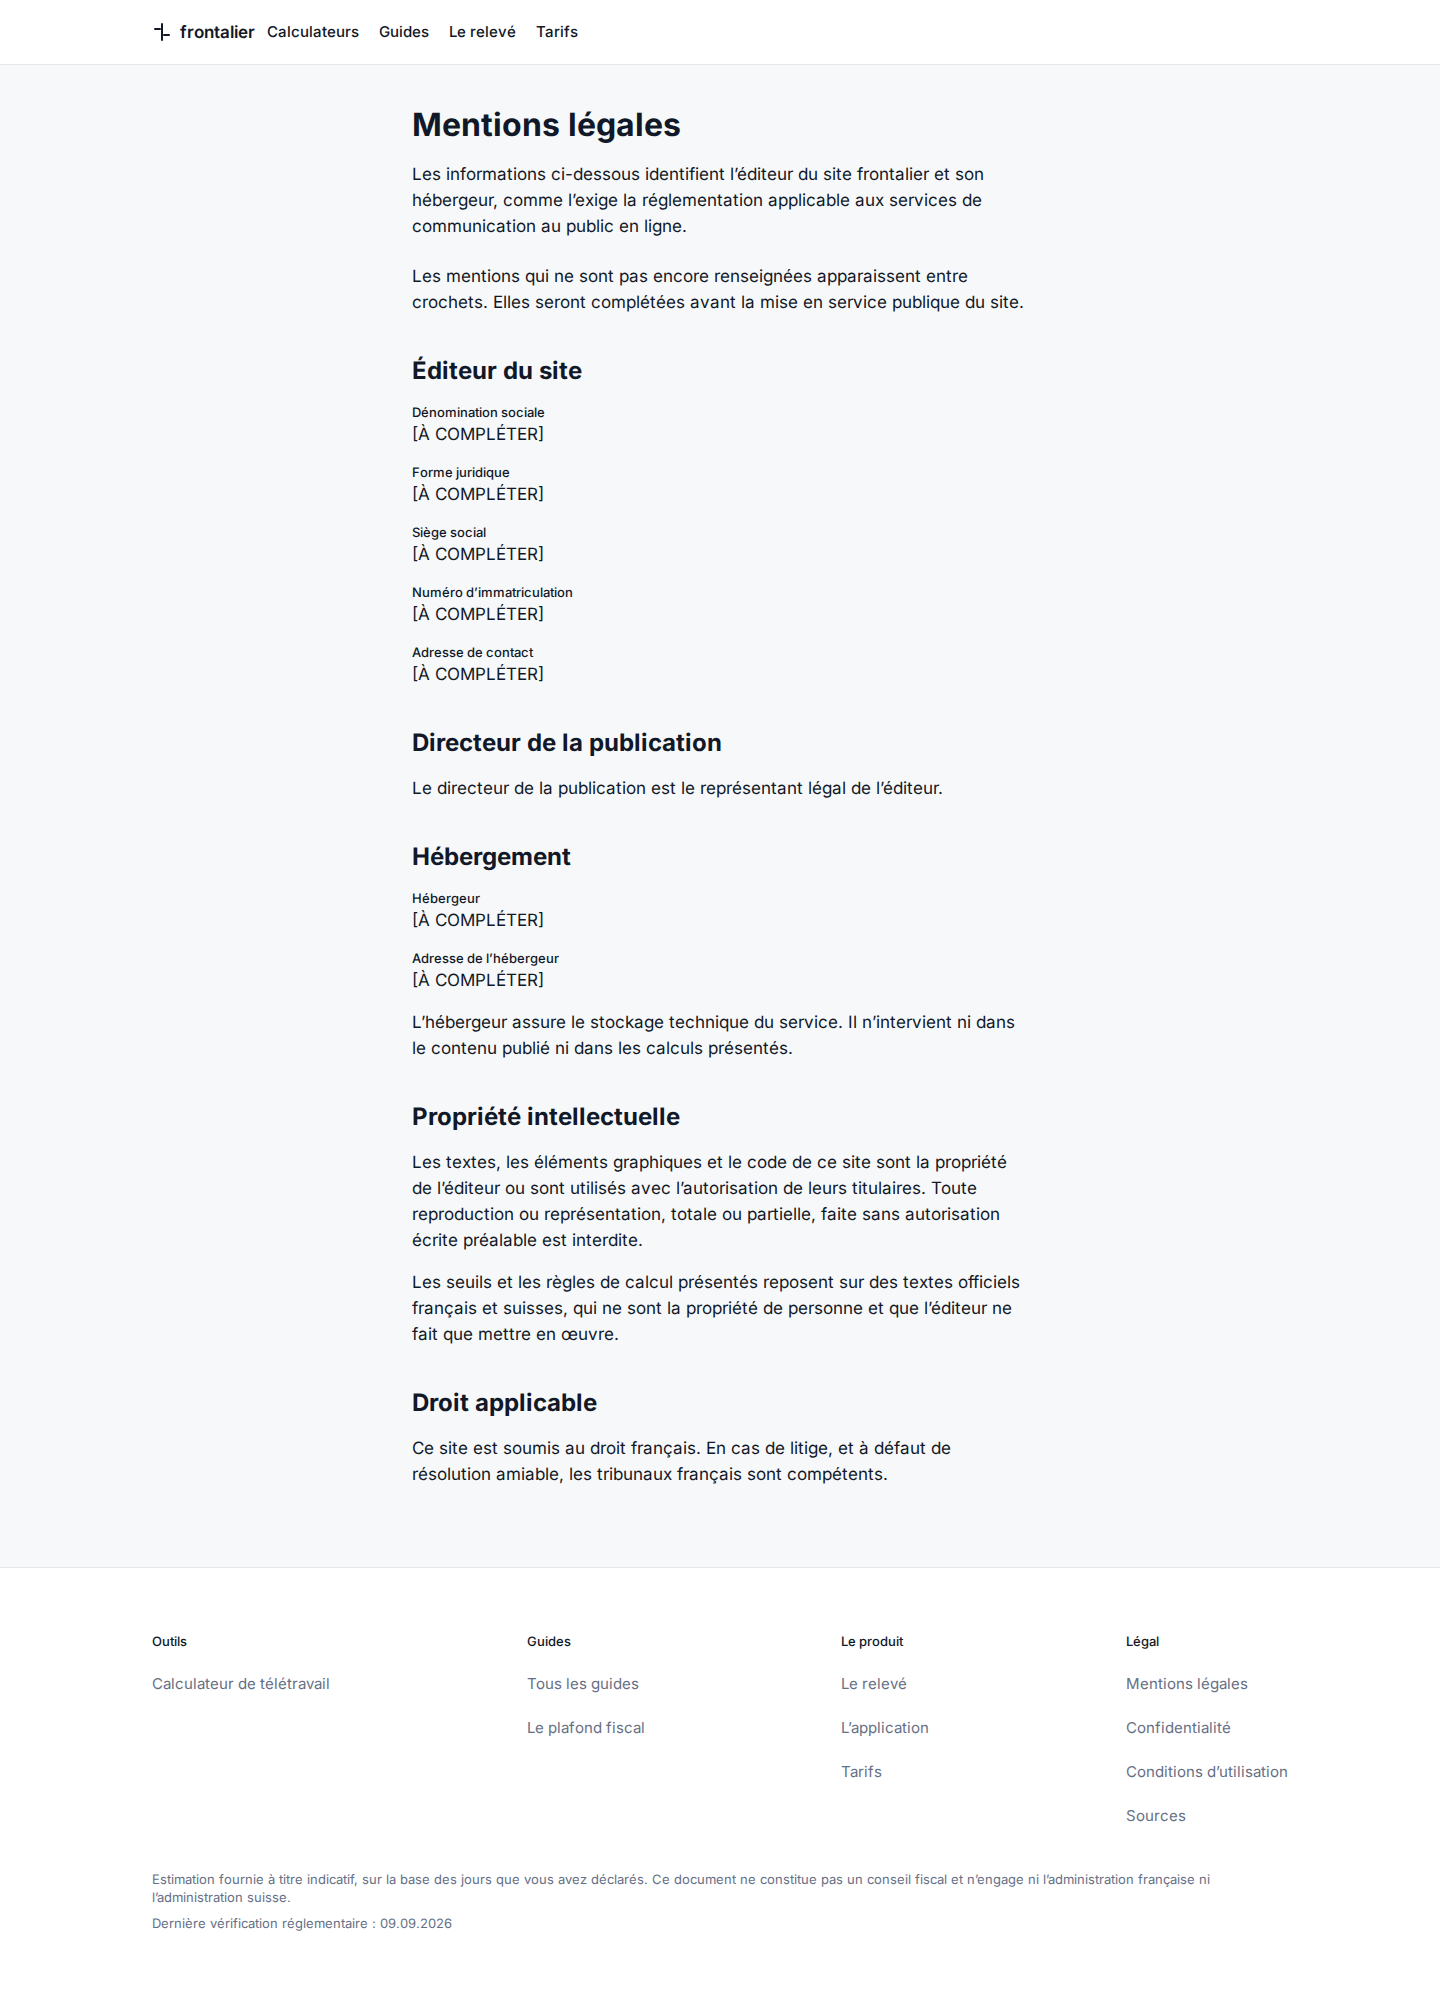 frontalier Calculateurs Guides Le relevé Tarifs
Mentions légales
Les informations ci-dessous identifient l’éditeur du site frontalier et son
hébergeur, comme l’exige la réglementation applicable aux services de
communication au public en ligne.
Les mentions qui ne sont pas encore renseignées apparaissent entre
crochets. Elles seront complétées avant la mise en service publique du site.
Éditeur du site
Dénomination sociale
[À COMPLÉTER]
Forme juridique
[À COMPLÉTER]
Siège social
[À COMPLÉTER]
Numéro d’immatriculation
[À COMPLÉTER]
Adresse de contact
[À COMPLÉTER]
Directeur de la publication
Le directeur de la publication est le représentant légal de l’éditeur.
Hébergement
Hébergeur
[À COMPLÉTER]
Adresse de l’hébergeur
[À COMPLÉTER]
L’hébergeur assure le stockage technique du service. Il n’intervient ni dans
le contenu publié ni dans les calculs présentés.
Propriété intellectuelle
Les textes, les éléments graphiques et le code de ce site sont la propriété
de l’éditeur ou sont utilisés avec l’autorisation de leurs titulaires. Toute
reproduction ou représentation, totale ou partielle, faite sans autorisation
écrite préalable est interdite.
Les seuils et les règles de calcul présentés reposent sur des textes officiels
français et suisses, qui ne sont la propriété de personne et que l’éditeur ne
fait que mettre en œuvre.
Droit applicable
Ce site est soumis au droit français. En cas de litige, et à défaut de
résolution amiable, les tribunaux français sont compétents.
Outils
Calculateur de télétravail
Guides
Tous les guides
Le plafond fiscal
Le produit
Le relevé
L’application
Tarifs
Légal
Mentions légales
Confidentialité
Conditions d’utilisation
Sources
Estimation fournie à titre indicatif, sur la base des jours que vous avez déclarés. Ce document ne constitue pas un conseil fiscal et n’engage ni l’administration française ni
l’administration suisse.
Dernière vérification réglementaire : 09.09.2026